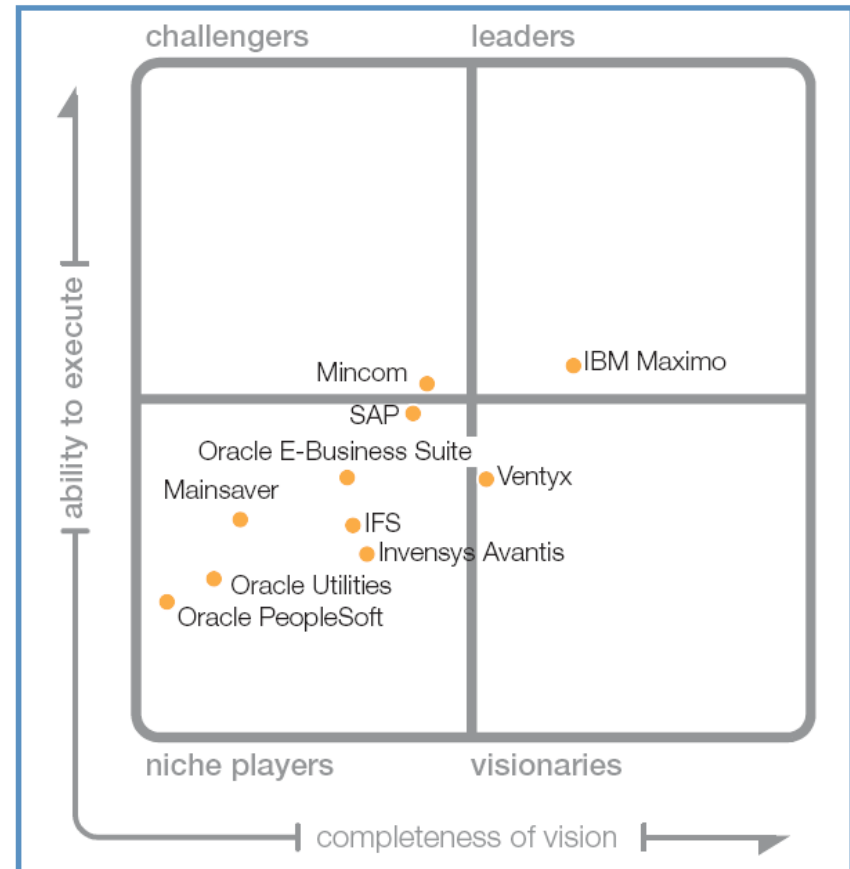 challengers
leaders
ability to execute
Mincom
IBM Maximo
SAP
Oracle E-Business Suite
Ventyx
Mainsaver
IFS
Invensys Avantis
Oracle Utilities
Oracle PeopleSoft
niche players
visionaries
completeness of vision